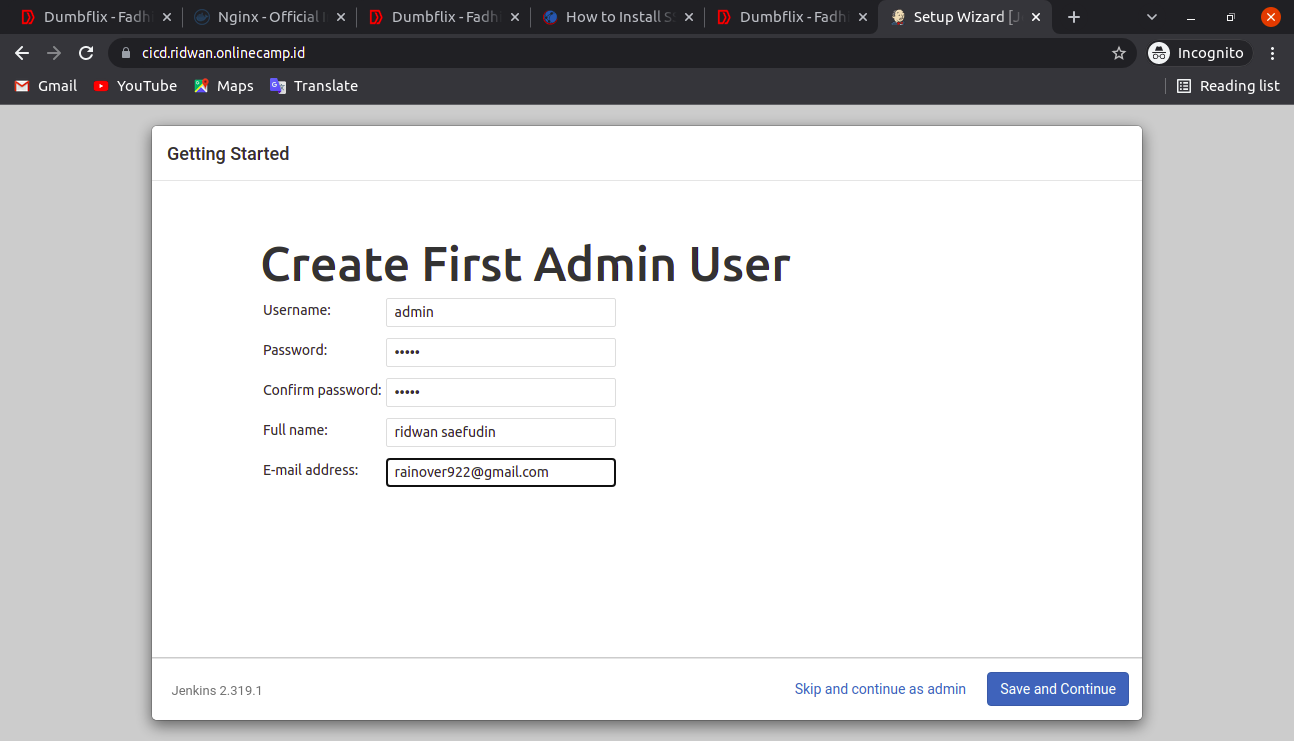 Dumbflix - Fadh
Nginx - Official
Dumbflix - Fadh
How to Install S
Dumbflix - Fadh
Setup Wizard [J
cicd.ridwan.onlinecamp.id
Incognito
Gmail YouTube Maps Translate Reading list
Getting Started
Create First Admin User
Username: admin
Password: •••••
Confirm password: •••••
Full name: ridwan saefudin
E-mail address: rainover922@gmail.com
Jenkins 2.319.1 Skip and continue as admin Save and Continue